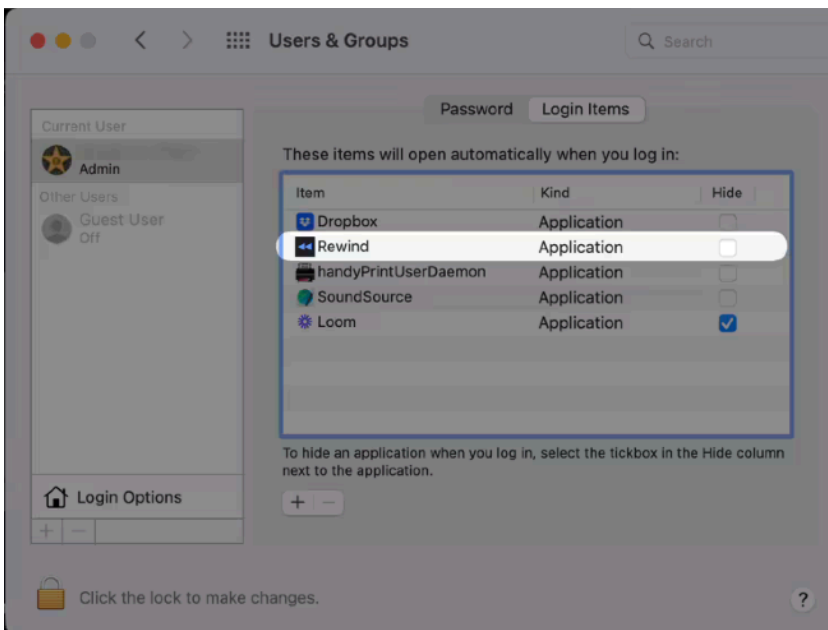 Users & Groups
Search
Password
Login Items
Current User
Admin
Other Users
Guest User
Off
These items will open automatically when you log in:
Item Kind Hide
Dropbox Application
Rewind Application
handyPrintUserDaemon Application
SoundSource Application
Loom Application
To hide an application when you log in, select the tickbox in the Hide column
next to the application.
Login Options
+ −
+ −
Click the lock to make changes.
?